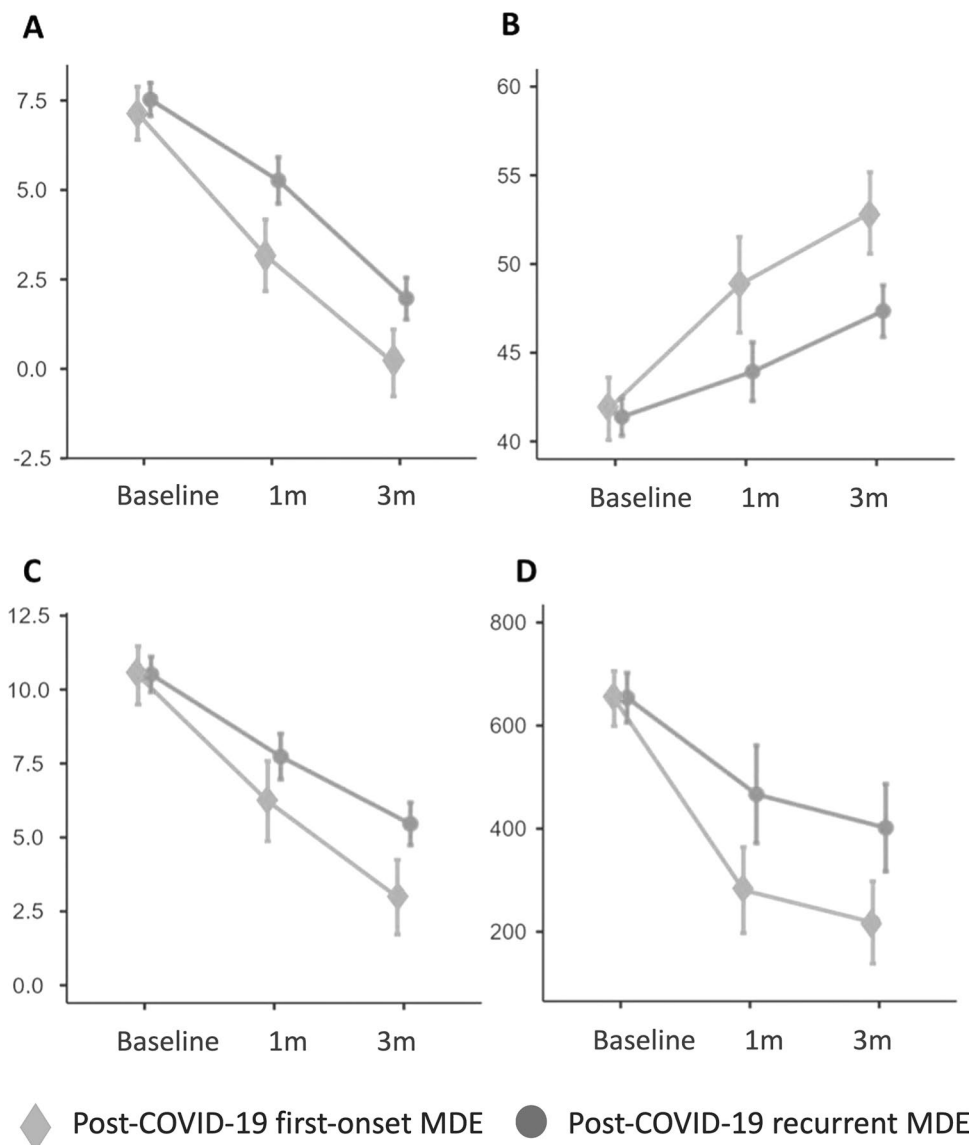 A
7.5
5.0
2.5
0.0
-2.5
Baseline 1m 3m
B
60
55
50
45
40
Baseline 1m 3m
C
12.5
10.0
7.5
5.0
2.5
0.0
Baseline 1m 3m
D
800
600
400
200
Baseline 1m 3m
Post-COVID-19 first-onset MDE Post-COVID-19 recurrent MDE